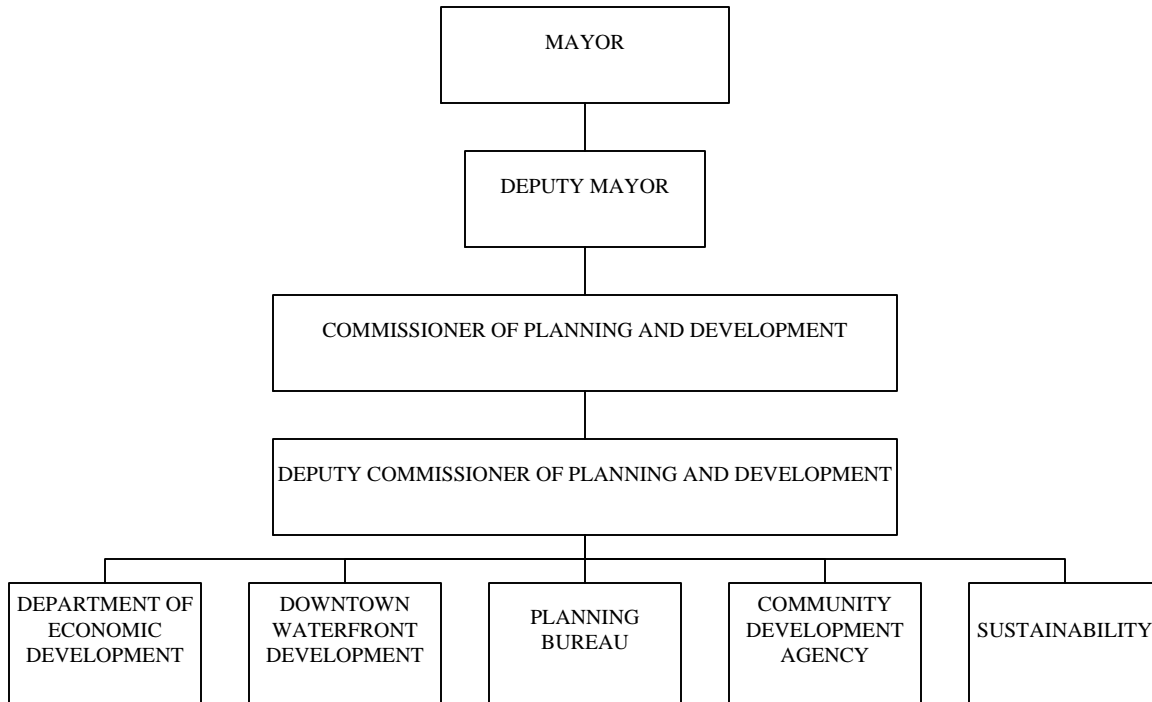 MAYOR
DEPUTY MAYOR
COMMISSIONER OF PLANNING AND DEVELOPMENT
DEPUTY COMMISSIONER OF PLANNING AND DEVELOPMENT
DEPARTMENT OF
ECONOMIC
DEVELOPMENT
DOWNTOWN
WATERFRONT
DEVELOPMENT
PLANNING
BUREAU
COMMUNITY
DEVELOPMENT
AGENCY
SUSTAINABILITY